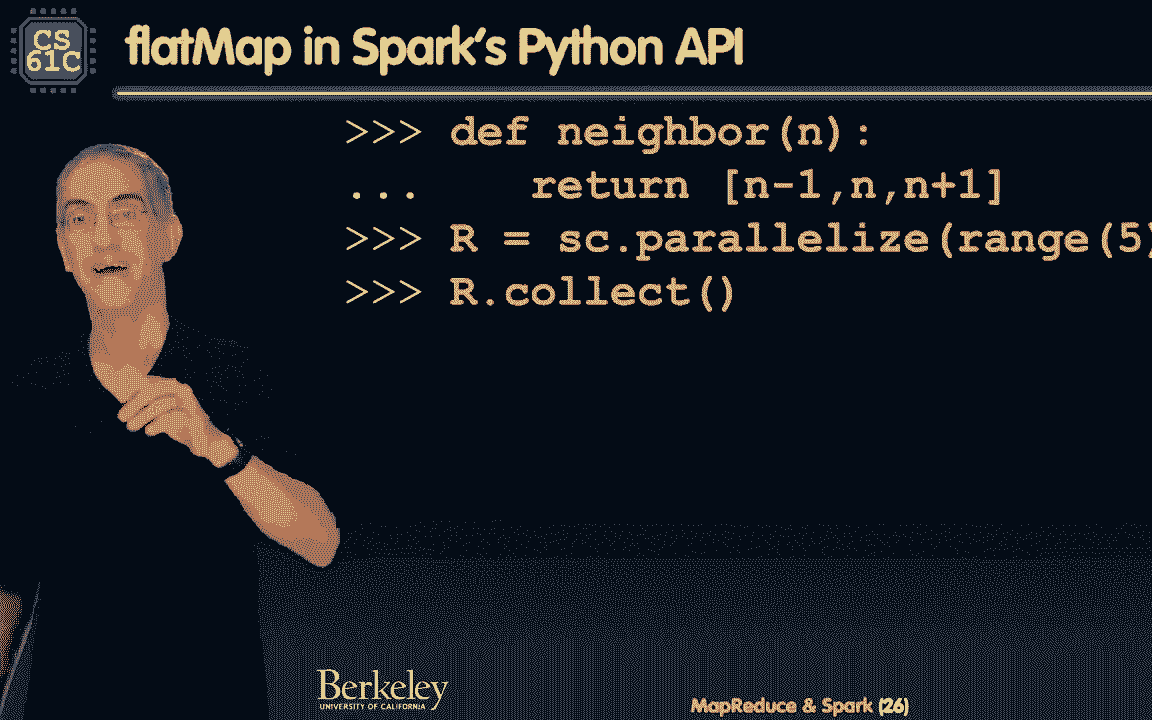 CS
61C
flatMap in Spark's Python API
>>> def neighbor(n):
... return [n-1,n,n+1]
>>> R = sc.parallelize(range(5)
>>> R.collect()
Berkeley
UNIVERSITY OF CALIFORNIA
MapReduce & Spark (26)